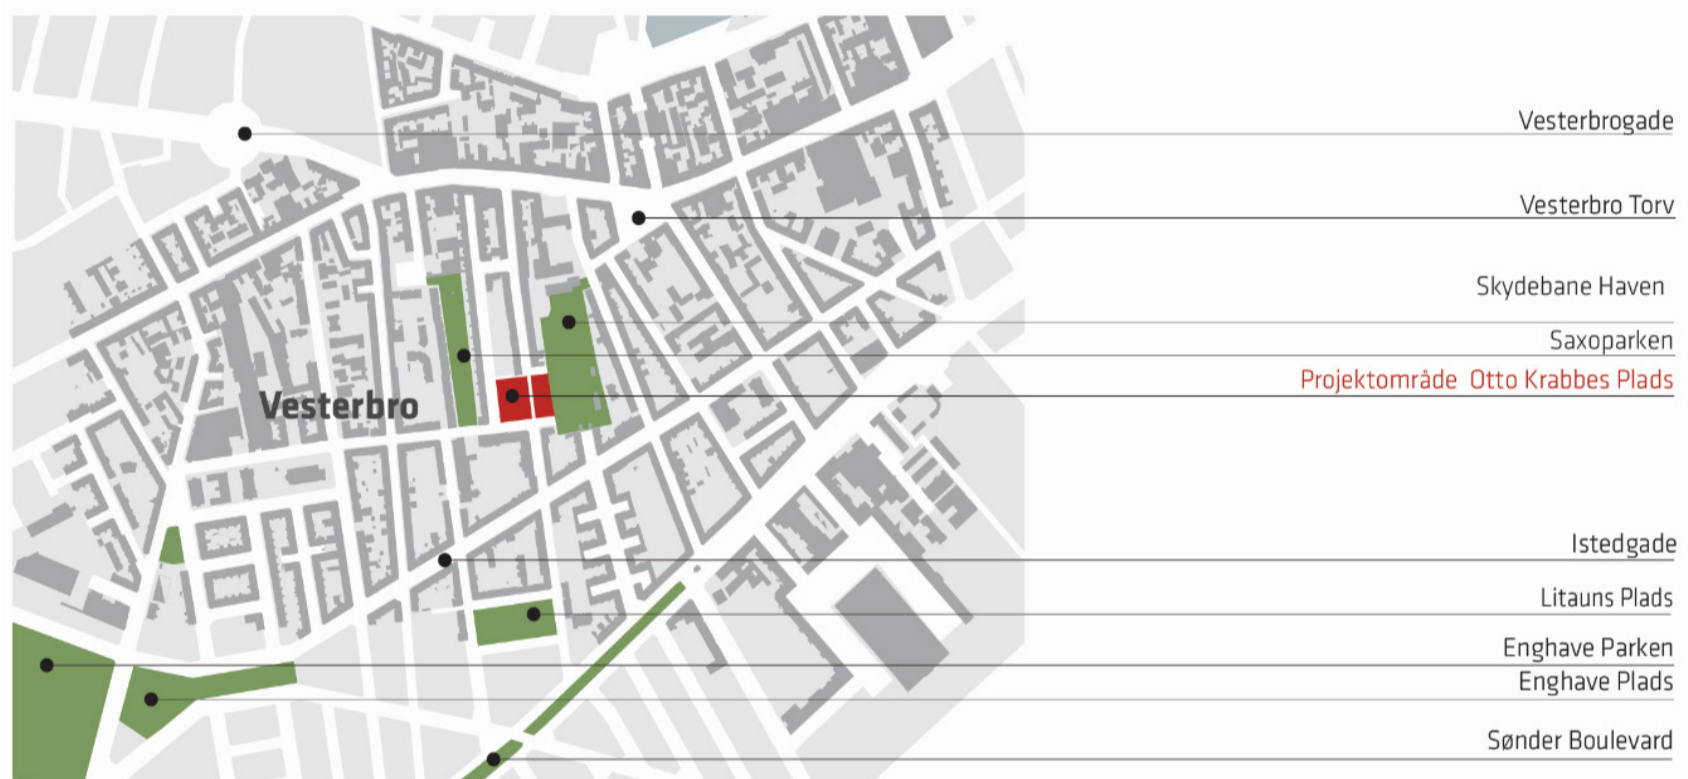 Vesterbrogade
Vesterbro Torv
Skydebane Haven
Saxoparken
Projektområde Otto Krabbes Plads
Vesterbro
Istedgade
Litauns Plads
Enghave Parken
Enghave Plads
Sønder Boulevard